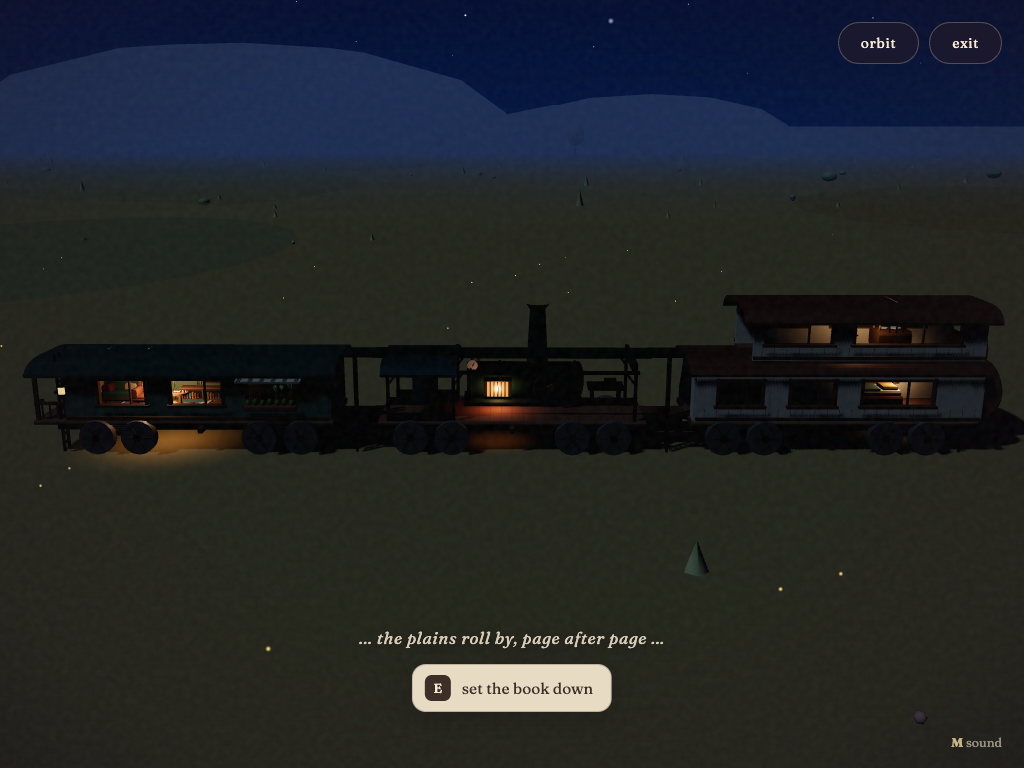 orbit
exit
... the plains roll by, page after page ...
E set the book down
M sound